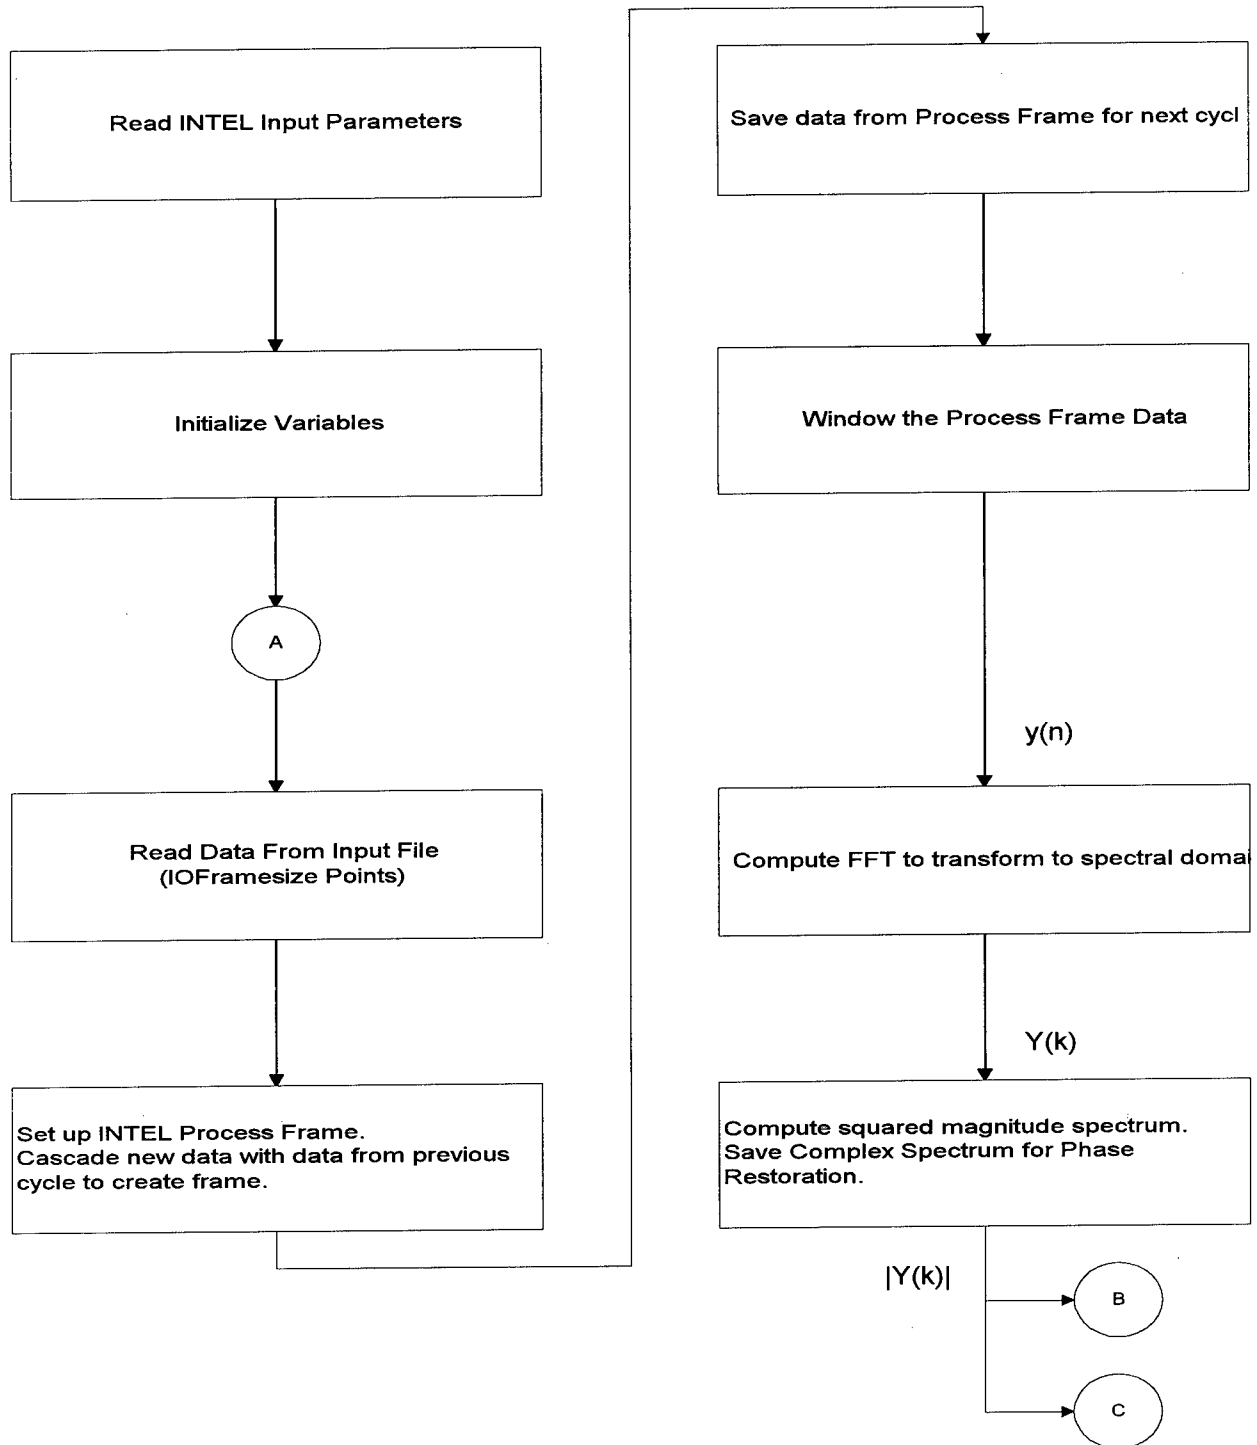 Read INTEL Input Parameters
Initialize Variables
A
Read Data From Input File
(IOFramesize Points)
Set up INTEL Process Frame.
Cascade new data with data from previous
cycle to create frame.
Save data from Process Frame for next cycl
Window the Process Frame Data
y(n)
Compute FFT to transform to spectral domai
Y(k)
Compute squared magnitude spectrum.
Save Complex Spectrum for Phase
Restoration.
|Y(k)|
B
C